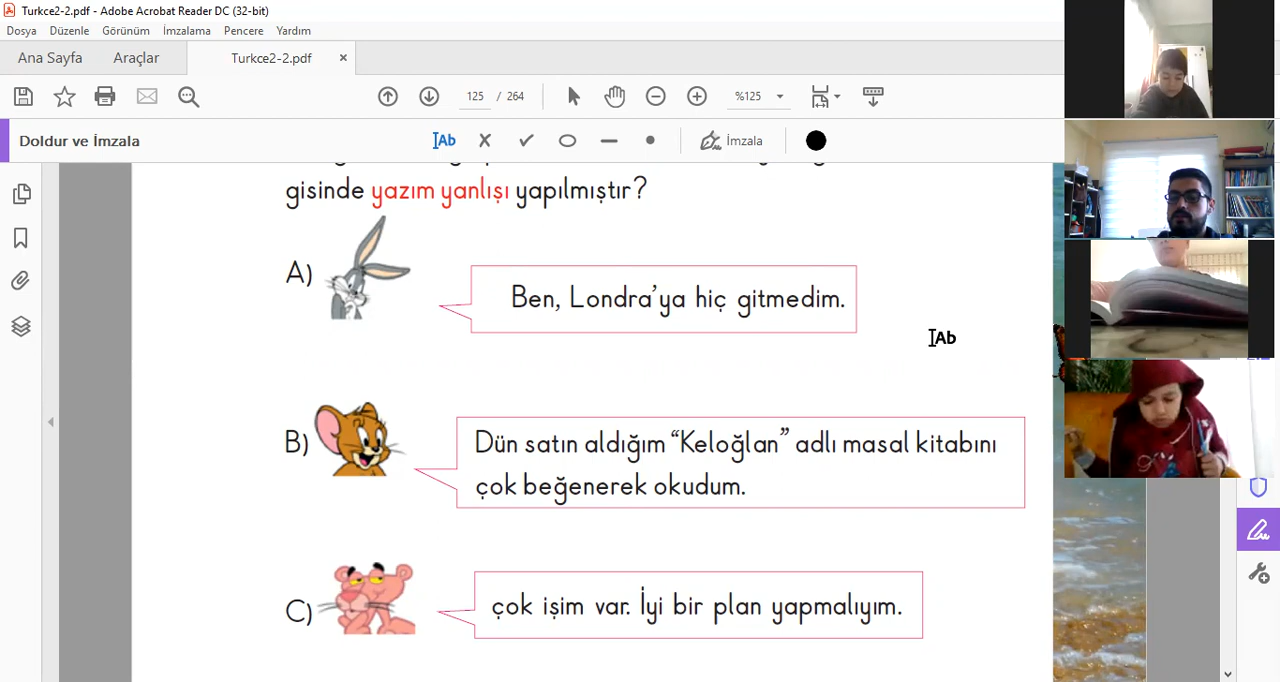 Turkce2-2.pdf - Adobe Acrobat Reader DC (32-bit)
Dosya Düzenle Görünüm İmzalama Pencere Yardım
Ana Sayfa Araçlar Turkce2-2.pdf ×
125 / 264 %125
Doldur ve İmzala IAb İmzala
gisinde yazım yanlışı yapılmıştır?
A)
Ben, Londra'ya hiç gitmedim.
IAb
B)
Dün satın aldığım “Keloğlan” adlı masal kitabını
çok beğenerek okudum.
C)
çok işim var. İyi bir plan yapmalıyım.